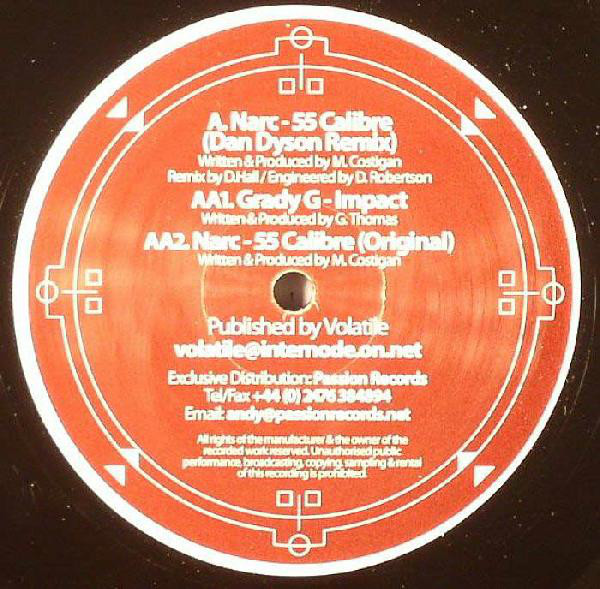 A. Narc - 55 Calibre
(Dan Dyson Remix)
Written & Produced by M. Costigan
Remix by D.Hall / Engineered by D. Robertson
AA1. Grady G - Impact
Written & Produced by G. Thomas
AA2. Narc - 55 Calibre (Original)
Written & Produced by M. Costigan
Published by Volatile
volatile@internode.on.net
Exclusive Distribution: Passion Records
Tel/Fax +44 (0) 2476 384894
Email: andy@passionrecords.net
All rights of the manufacturer & the owner of the
recorded work reserved. Unauthorised public
performance, broadcasting, copying, sampling & rental
of this recording is prohibited.